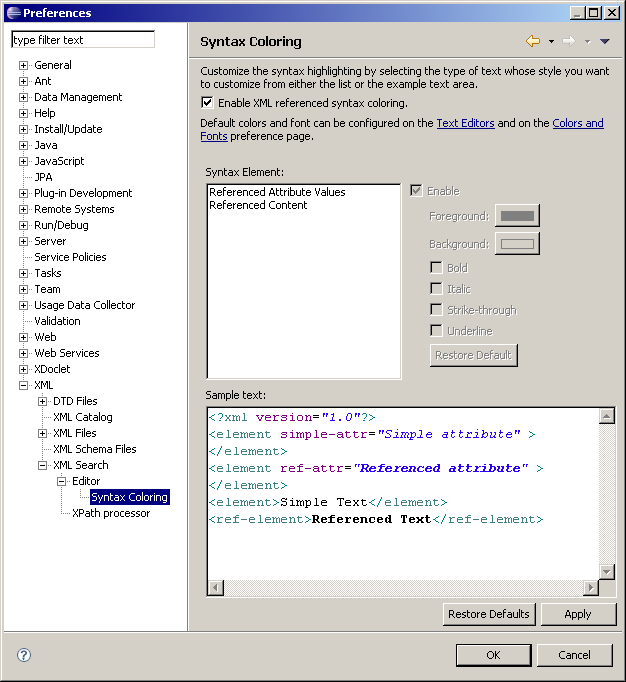 Preferences
type filter text
General
Ant
Data Management
Help
Install/Update
Java
JavaScript
JPA
Plug-in Development
Remote Systems
Run/Debug
Server
Service Policies
Tasks
Team
Usage Data Collector
Validation
Web
Web Services
XDoclet
XML
DTD Files
XML Catalog
XML Files
XML Schema Files
XML Search
Editor
Syntax Coloring
XPath processor
Syntax Coloring
Customize the syntax highlighting by selecting the type of text whose style you want
to customize from either the list or the example text area.
Enable XML referenced syntax coloring.
Default colors and font can be configured on the Text Editors and on the Colors and
Fonts preference page.
Syntax Element:
Referenced Attribute Values
Referenced Content
Enable
Foreground:
Background:
Bold
Italic
Strike-through
Underline
Restore Default
Sample text:
<?xml version="1.0"?>
<element simple-attr="Simple attribute" >
</element>
<element ref-attr="Referenced attribute" >
</element>
<element>Simple Text</element>
<ref-element>Referenced Text</ref-element>
Restore Defaults
Apply
?
OK
Cancel